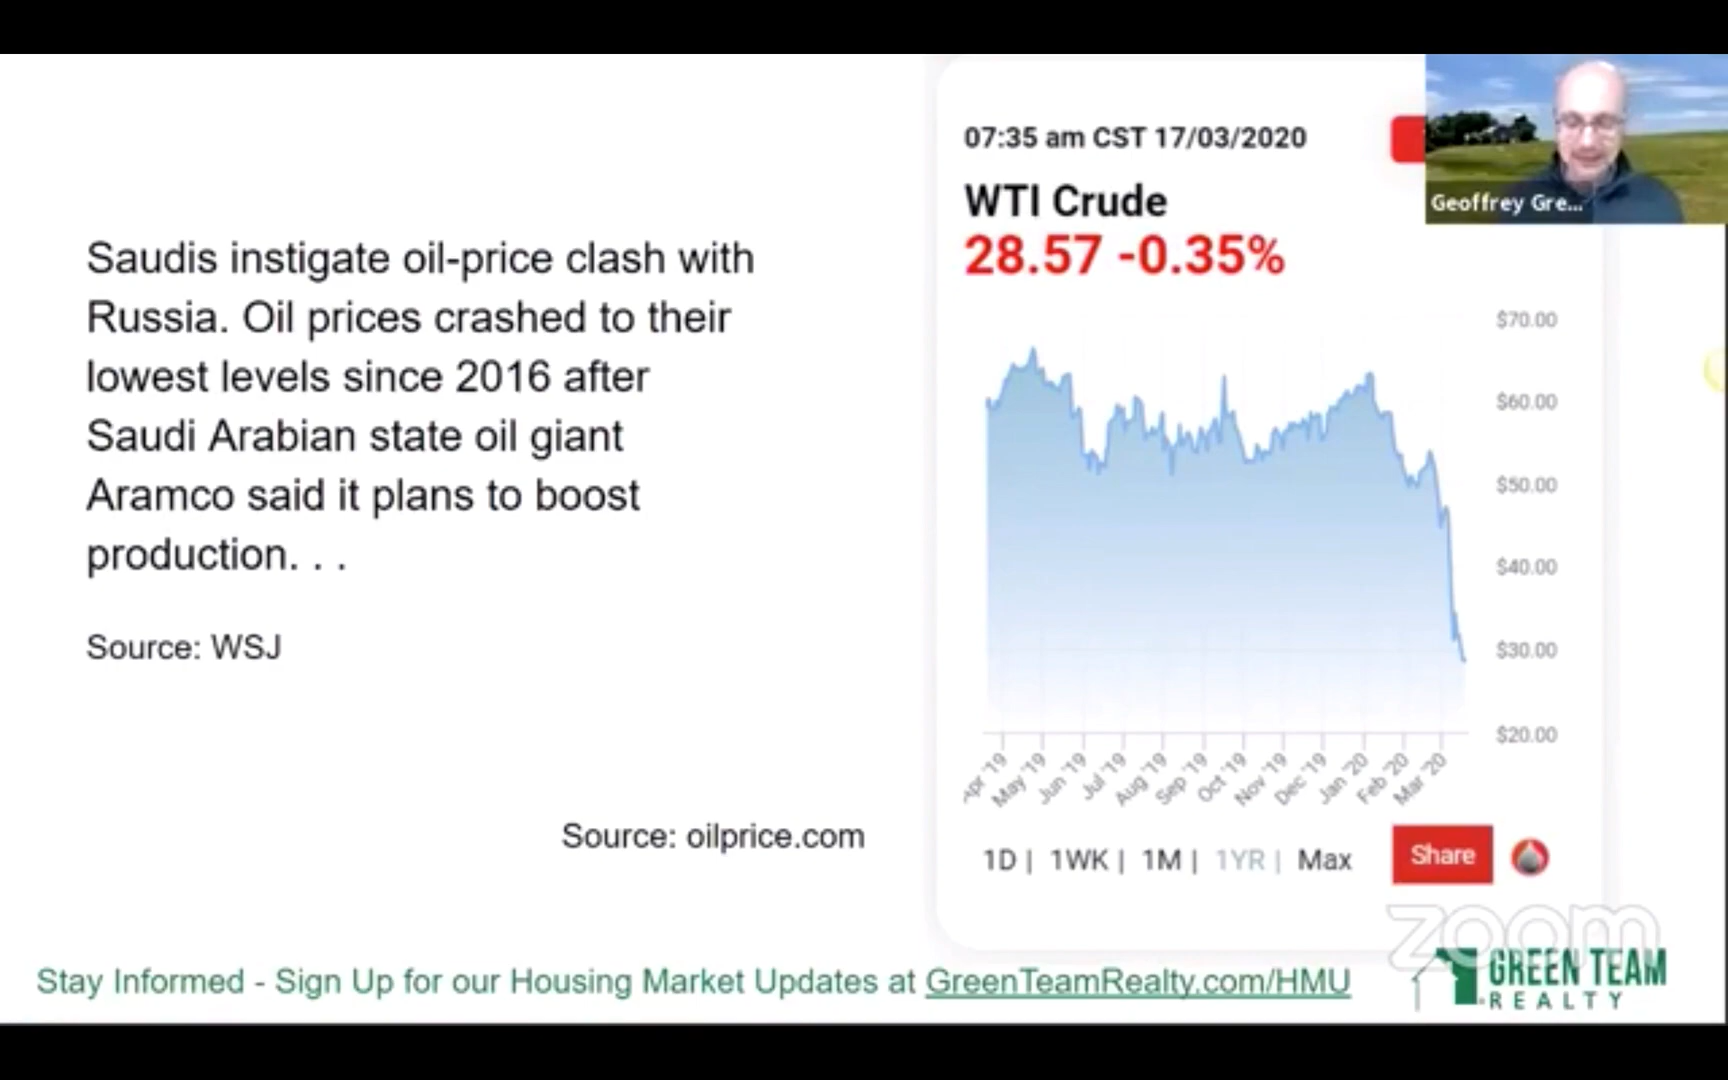 Saudis instigate oil-price clash with
Russia. Oil prices crashed to their
lowest levels since 2016 after
Saudi Arabian state oil giant
Aramco said it plans to boost
production. . .
Source: WSJ
Source: oilprice.com
07:35 am CST 17/03/2020
WTI Crude
28.57 -0.35%
$70.00
$60.00
$50.00
$40.00
$30.00
$20.00
May '19
Jun '19
Jul '19
Aug '19
Sep '19
Oct '19
Nov '19
Dec '19
Jan '20
Feb '20
Mar '20
1D | 1WK | 1M | 1YR | Max
Share
Geoffrey Gre...
zoom
GREEN TEAM
REALTY
Stay Informed - Sign Up for our Housing Market Updates at GreenTeamRealty.com/HMU